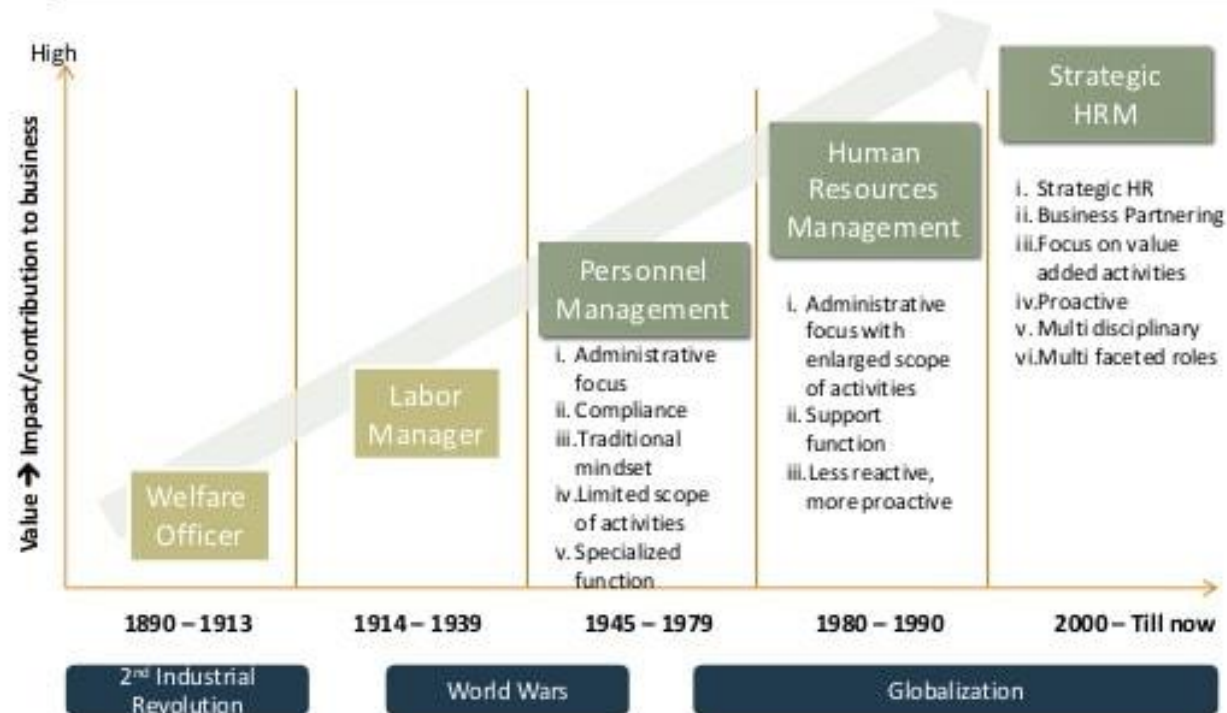 High
Value → Impact/contribution to business
Welfare
Officer
Labor
Manager
Personnel
Management
i. Administrative
focus
ii. Compliance
iii.Traditional
mindset
iv.Limited scope
of activities
v. Specialized
function
Human
Resources
Management
i. Administrative
focus with
enlarged scope
of activities
ii. Support
function
iii.Less reactive,
more proactive
Strategic
HRM
i. Strategic HR
ii. Business Partnering
iii.Focus on value
added activities
iv.Proactive
v. Multi disciplinary
vi.Multi faceted roles
1890 – 1913
1914 – 1939
1945 – 1979
1980 – 1990
2000 – Till now
2nd Industrial
Revolution
World Wars
Globalization